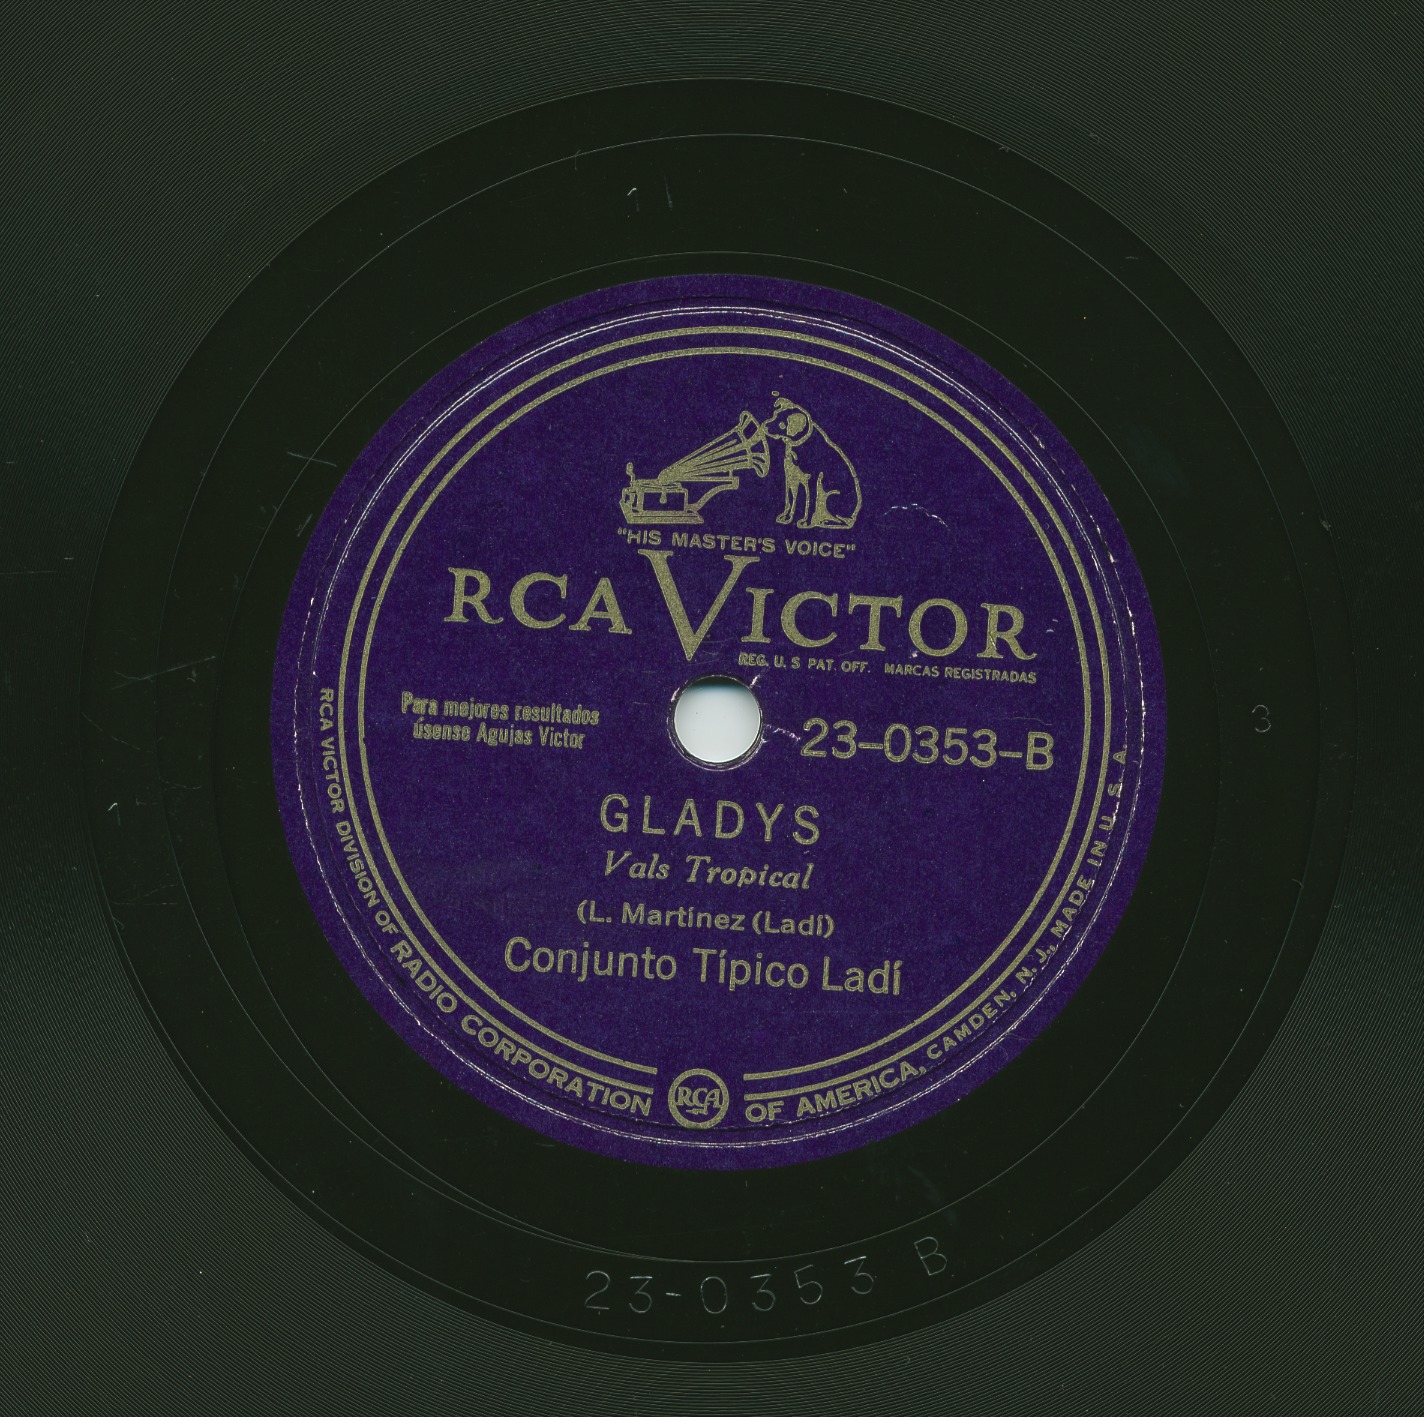 "HIS MASTER'S VOICE"
RCA VICTOR
REG. U. S PAT. OFF. MARCAS REGISTRADAS
Para mejores resultados
úsense Agujas Victor
23-0353-B
GLADYS
Vals Tropical
(L. Martínez (Ladí)
Conjunto Típico Ladí
RCA VICTOR DIVISION OF RADIO CORPORATION
RCA
OF AMERICA, CAMDEN, N. J., MADE IN U. S. A.
3
23-0353 B